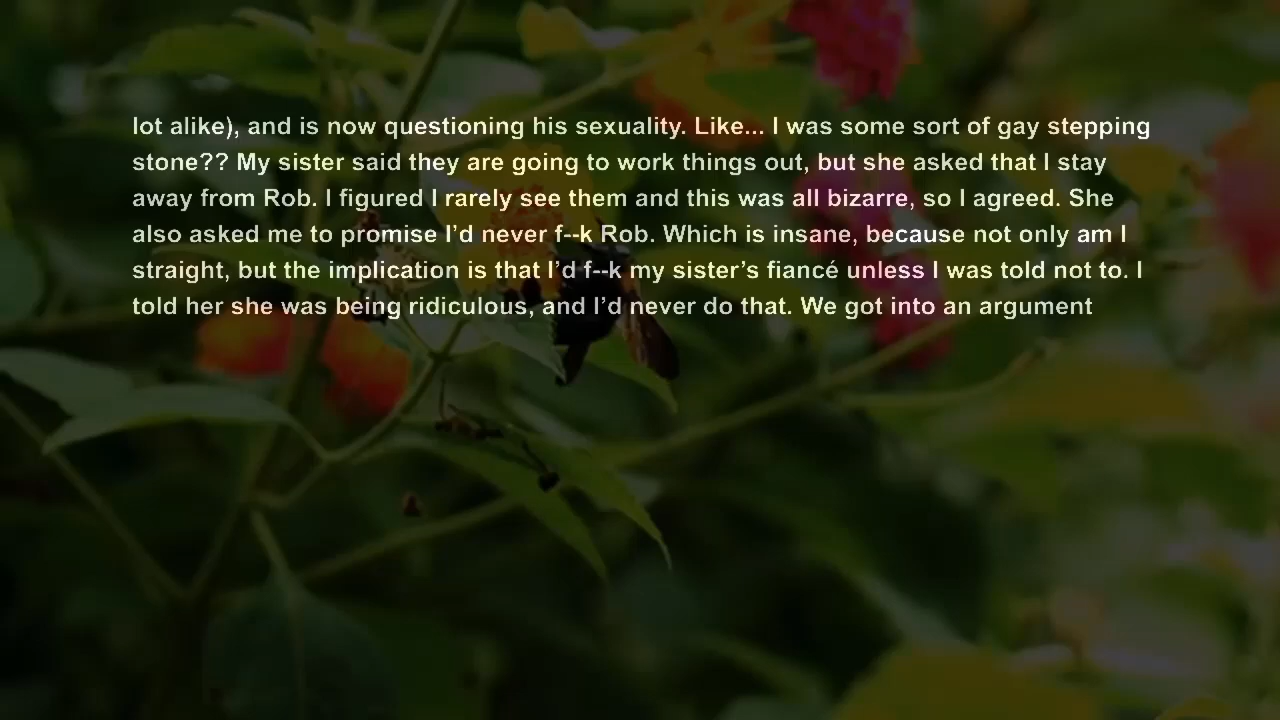 lot alike), and is now questioning his sexuality. Like... I was some sort of gay stepping
stone?? My sister said they are going to work things out, but she asked that I stay
away from Rob. I figured I rarely see them and this was all bizarre, so I agreed. She
also asked me to promise I’d never f--k Rob. Which is insane, because not only am I
straight, but the implication is that I’d f--k my sister’s fiancé unless I was told not to. I
told her she was being ridiculous, and I’d never do that. We got into an argument